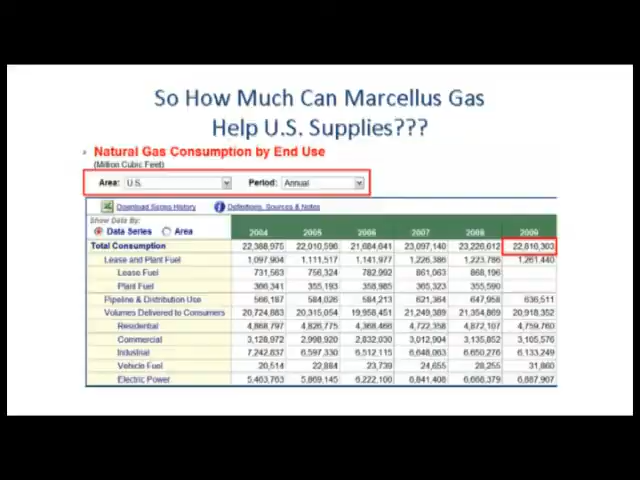 So How Much Can Marcellus Gas
Help U.S. Supplies???
Natural Gas Consumption by End Use
(Million Cubic Feet)
Area: U.S. Period: Annual
Download Series History Definitions, Sources & Notes
Show Data By:
Data Series Area 2004 2005 2006 2007 2008 2009
Total Consumption 22,388,975 22,010,596 21,684,641 23,097,140 23,226,612 22,816,303
Lease and Plant Fuel 1,097,904 1,111,517 1,141,977 1,226,386 1,223,786 1,261,440
Lease Fuel 731,563 756,324 782,992 861,063 868,196
Plant Fuel 366,341 355,193 358,985 365,323 355,590
Pipeline & Distribution Use 566,187 584,026 584,213 621,364 647,958 636,511
Volumes Delivered to Consumers 20,724,883 20,315,054 19,958,451 21,249,389 21,354,869 20,918,352
Residential 4,868,797 4,826,775 4,368,466 4,722,358 4,872,107 4,759,760
Commercial 3,128,972 2,998,920 2,832,030 3,012,904 3,135,852 3,105,576
Industrial 7,242,837 6,597,330 6,512,115 6,648,063 6,650,276 6,133,249
Vehicle Fuel 20,514 22,884 23,739 24,655 28,255 31,860
Electric Power 5,463,763 5,869,145 6,222,100 6,841,408 6,668,379 6,887,907